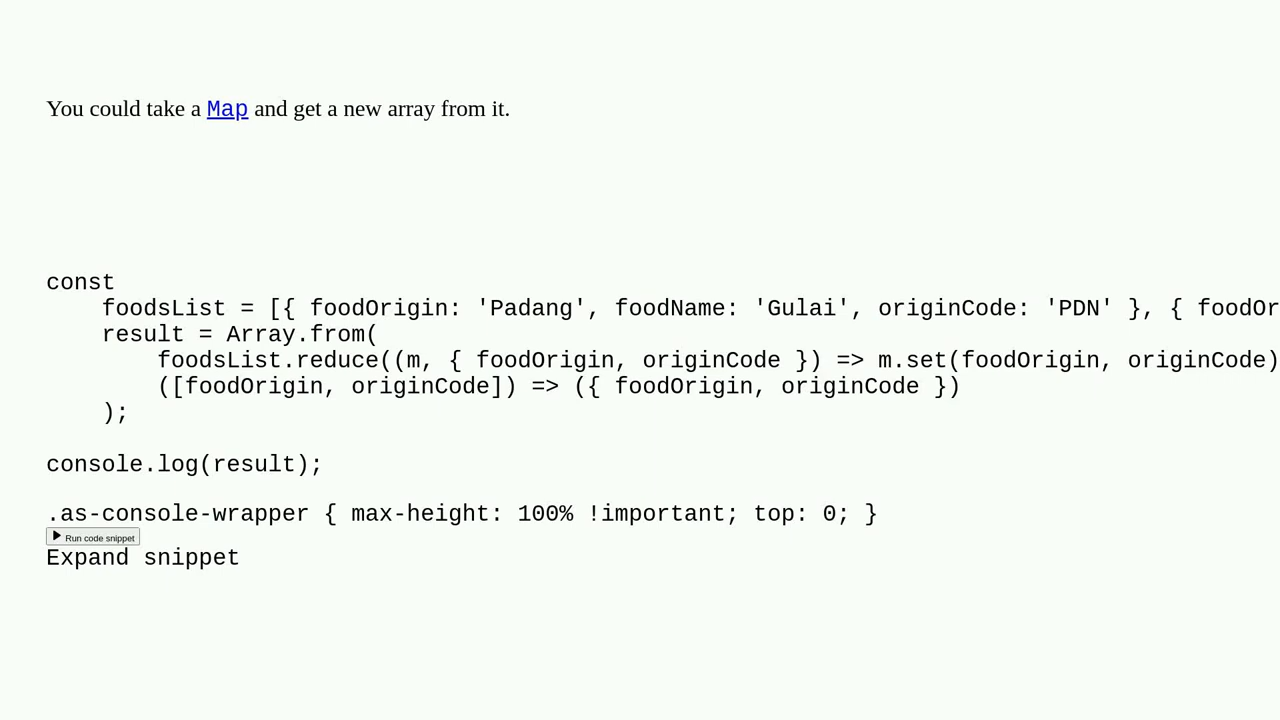 You could take a Map and get a new array from it.
const
    foodsList = [{ foodOrigin: 'Padang', foodName: 'Gulai', originCode: 'PDN' }, { foodOr
    result = Array.from(
        foodsList.reduce((m, { foodOrigin, originCode }) => m.set(foodOrigin, originCode)
        ([foodOrigin, originCode]) => ({ foodOrigin, originCode })
    );
console.log(result);
.as-console-wrapper { max-height: 100% !important; top: 0; }
Run code snippet
Expand snippet